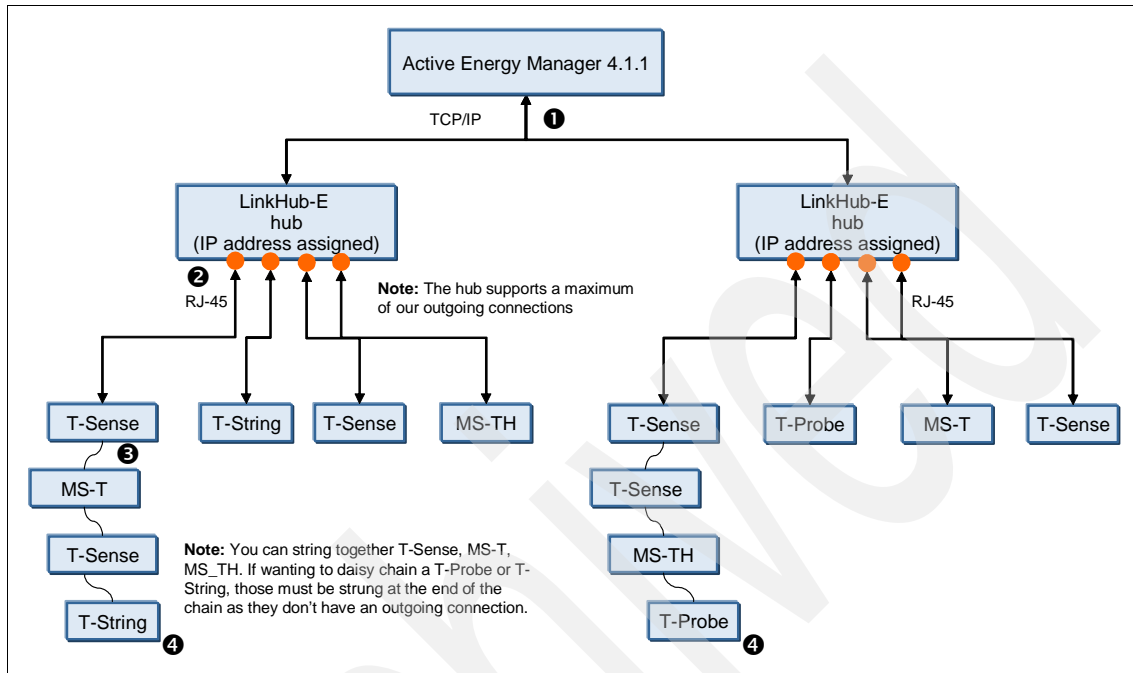 Active Energy Manager 4.1.1
TCP/IP
❶
LinkHub-E
hub
(IP address assigned)
LinkHub-E
hub
(IP address assigned)
❷
RJ-45
Note: The hub supports a maximum
of our outgoing connections
RJ-45
T-Sense
T-String
T-Sense
MS-TH
T-Sense
T-Probe
MS-T
T-Sense
❸
MS-T
T-Sense
T-String
❹
Note: You can string together T-Sense, MS-T,
MS_TH. If wanting to daisy chain a T-Probe or T-
String, those must be strung at the end of the
chain as they don't have an outgoing connection.
T-Sense
MS-TH
T-Probe
❹